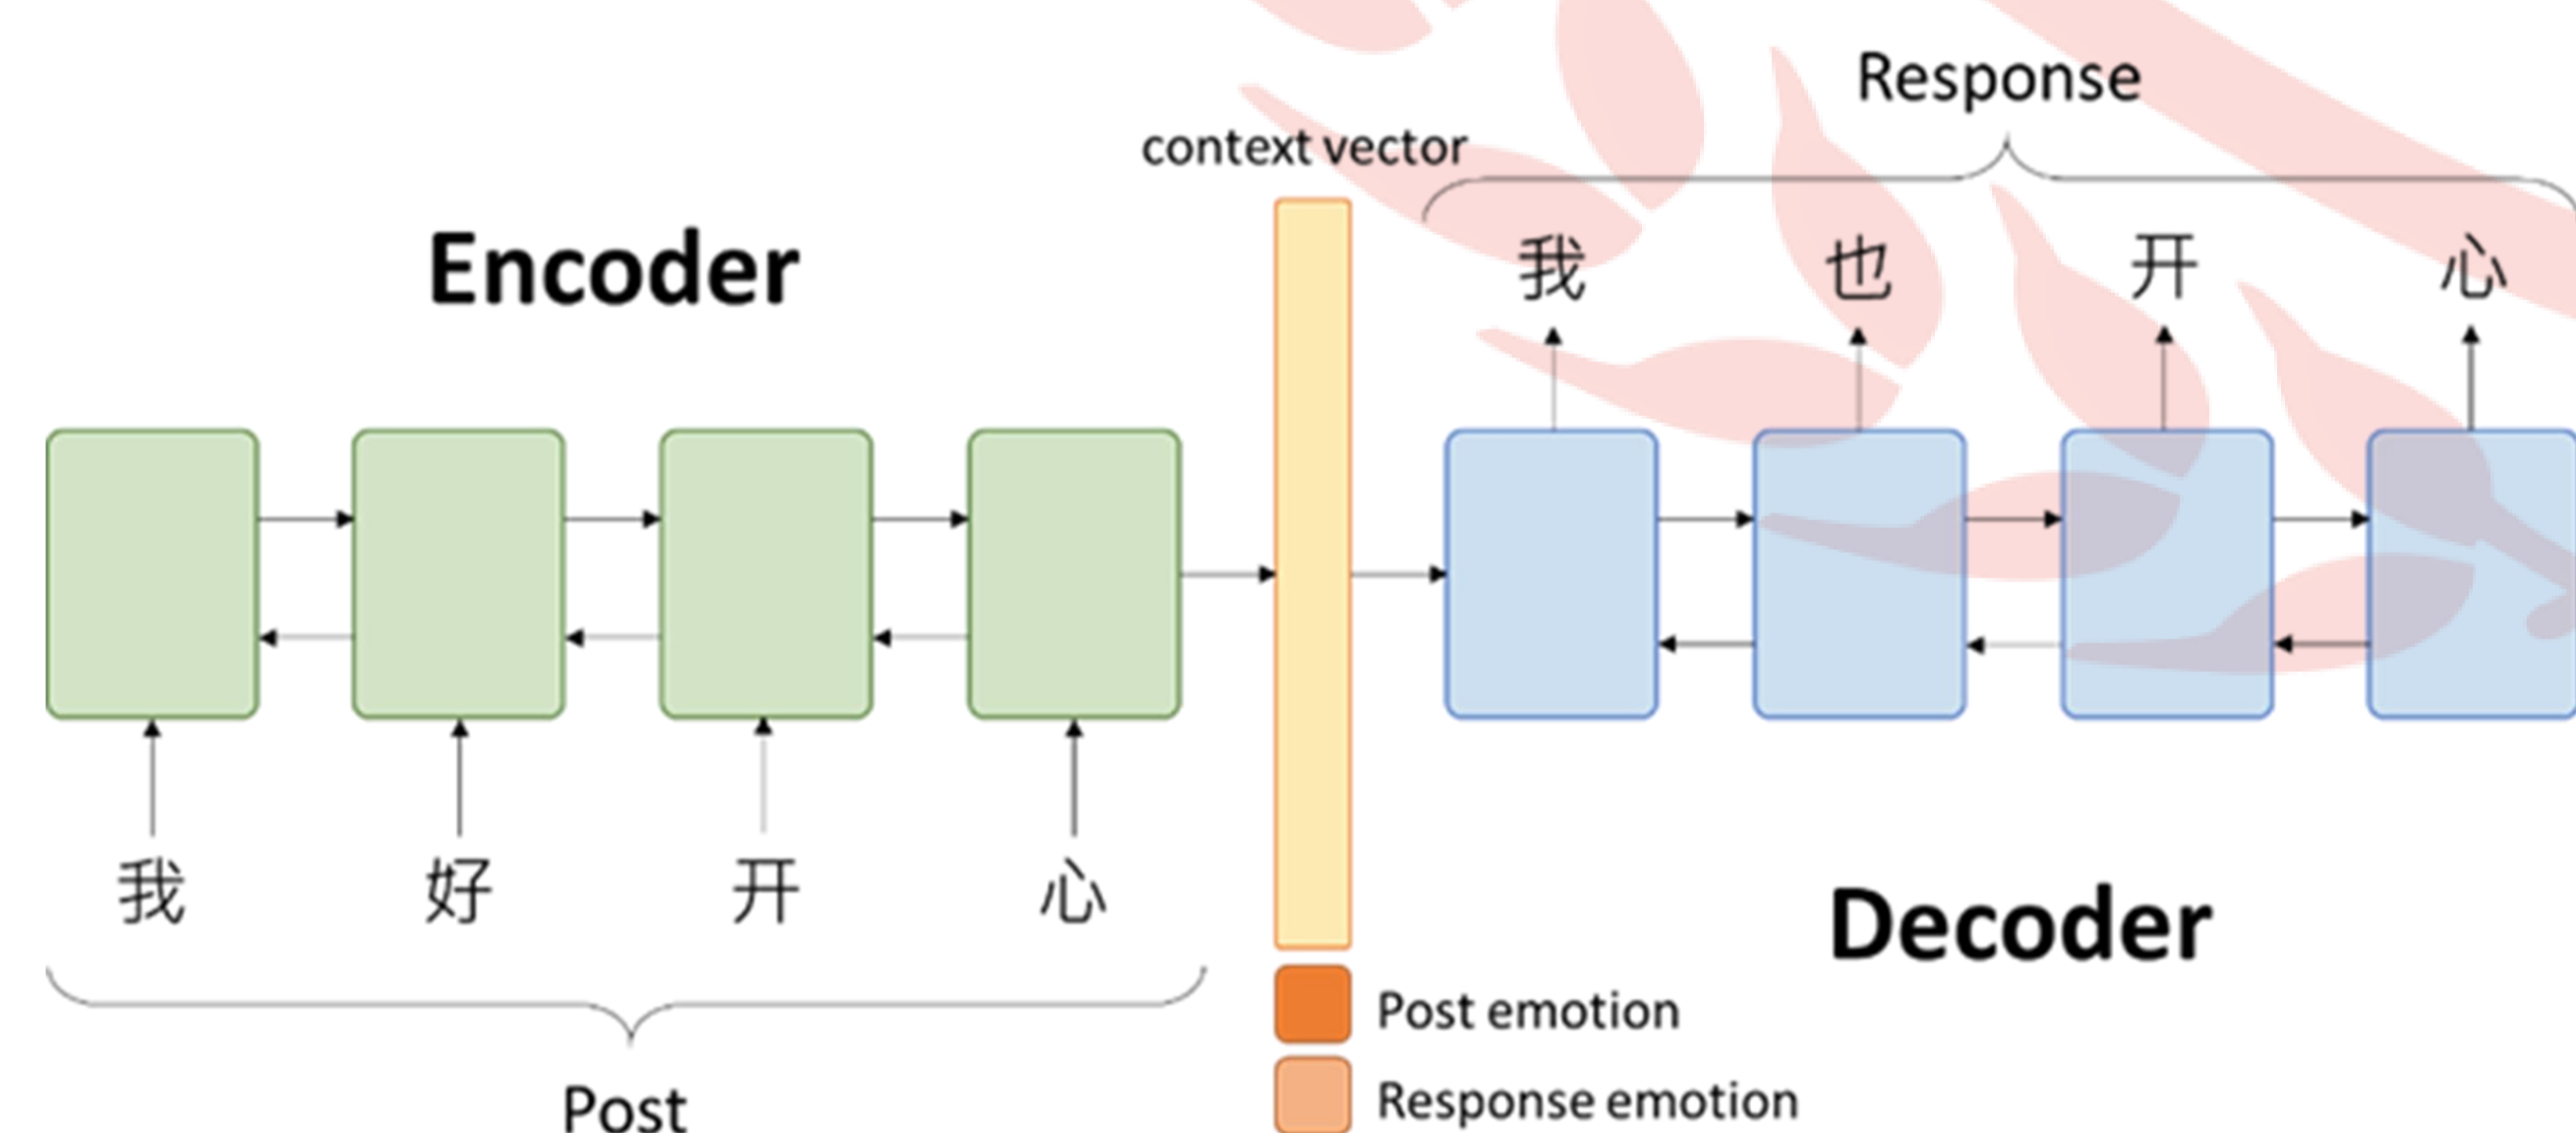 Response
context vector
Encoder
我 也 开 心
我 好 开 心
Decoder
Post emotion
Response emotion
Post